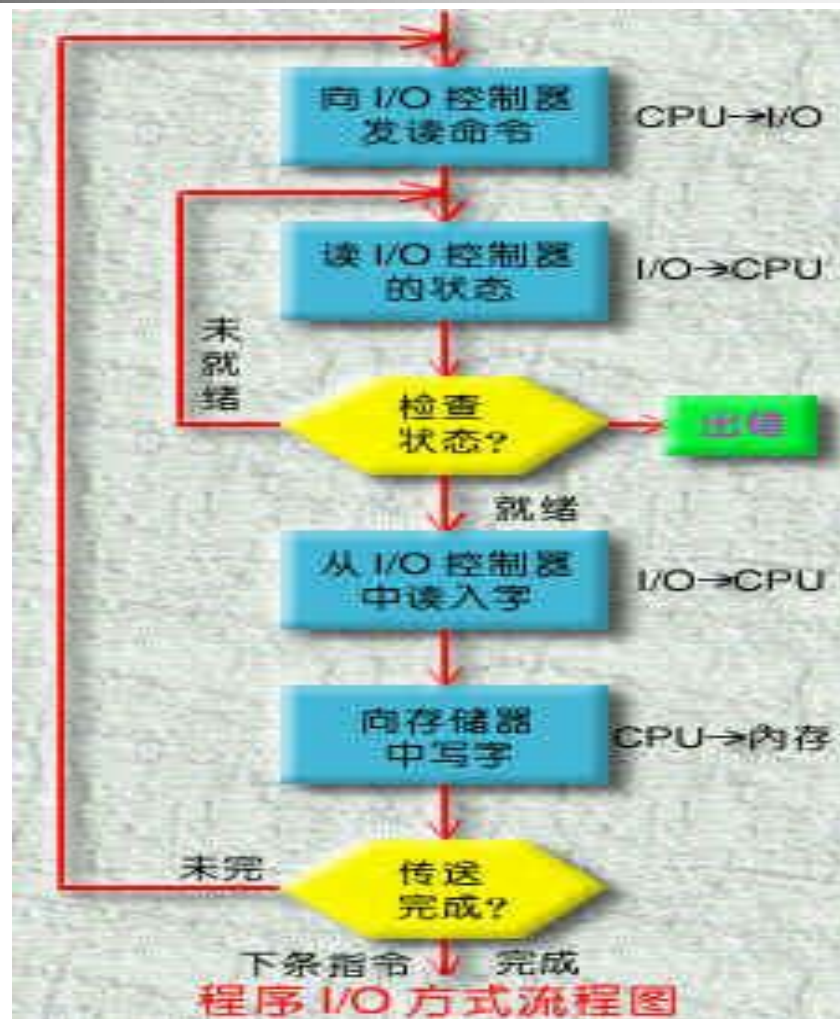 向 I/O 控制器
发读命令
CPU→I/O
读 I/O 控制器
的状态
I/O→CPU
未
就
绪
检查
状态?
出错
就绪
从 I/O 控制器
中读入字
I/O→CPU
向存储器
中写字
CPU→内存
未完
传送
完成?
下条指令
完成
程序 I/O 方式流程图